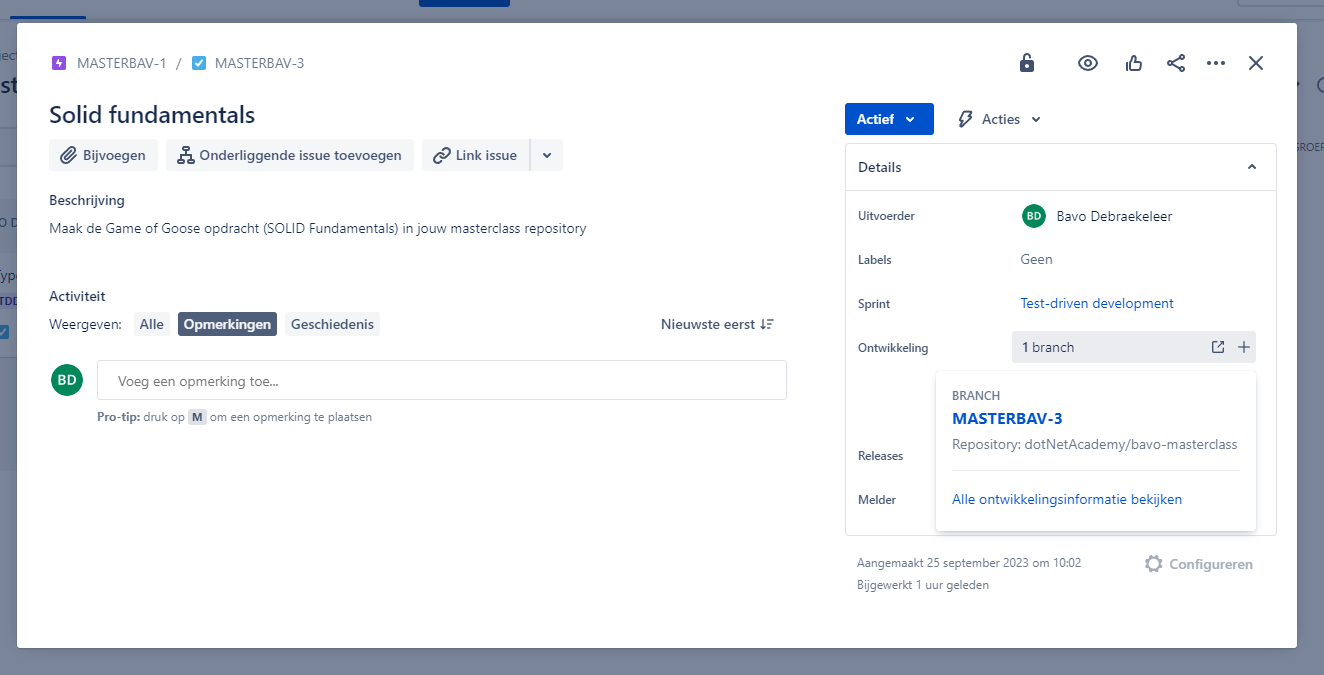 MASTERBAV-1 / MASTERBAV-3
Solid fundamentals
Bijvoegen
Onderliggende issue toevoegen
Link issue
Beschrijving
Maak de Game of Goose opdracht (SOLID Fundamentals) in jouw masterclass repository
Activiteit
Weergeven: Alle Opmerkingen Geschiedenis
Nieuwste eerst
BD
Voeg een opmerking toe...
Pro-tip: druk op M om een opmerking te plaatsen
Actief
Acties
Details
Uitvoerder
BD Bavo Debraekeleer
Labels
Geen
Sprint
Test-driven development
Ontwikkeling
1 branch
BRANCH
MASTERBAV-3
Repository: dotNetAcademy/bavo-masterclass
Alle ontwikkelingsinformatie bekijken
Releases
Melder
Aangemaakt 25 september 2023 om 10:02
Bijgewerkt 1 uur geleden
Configureren